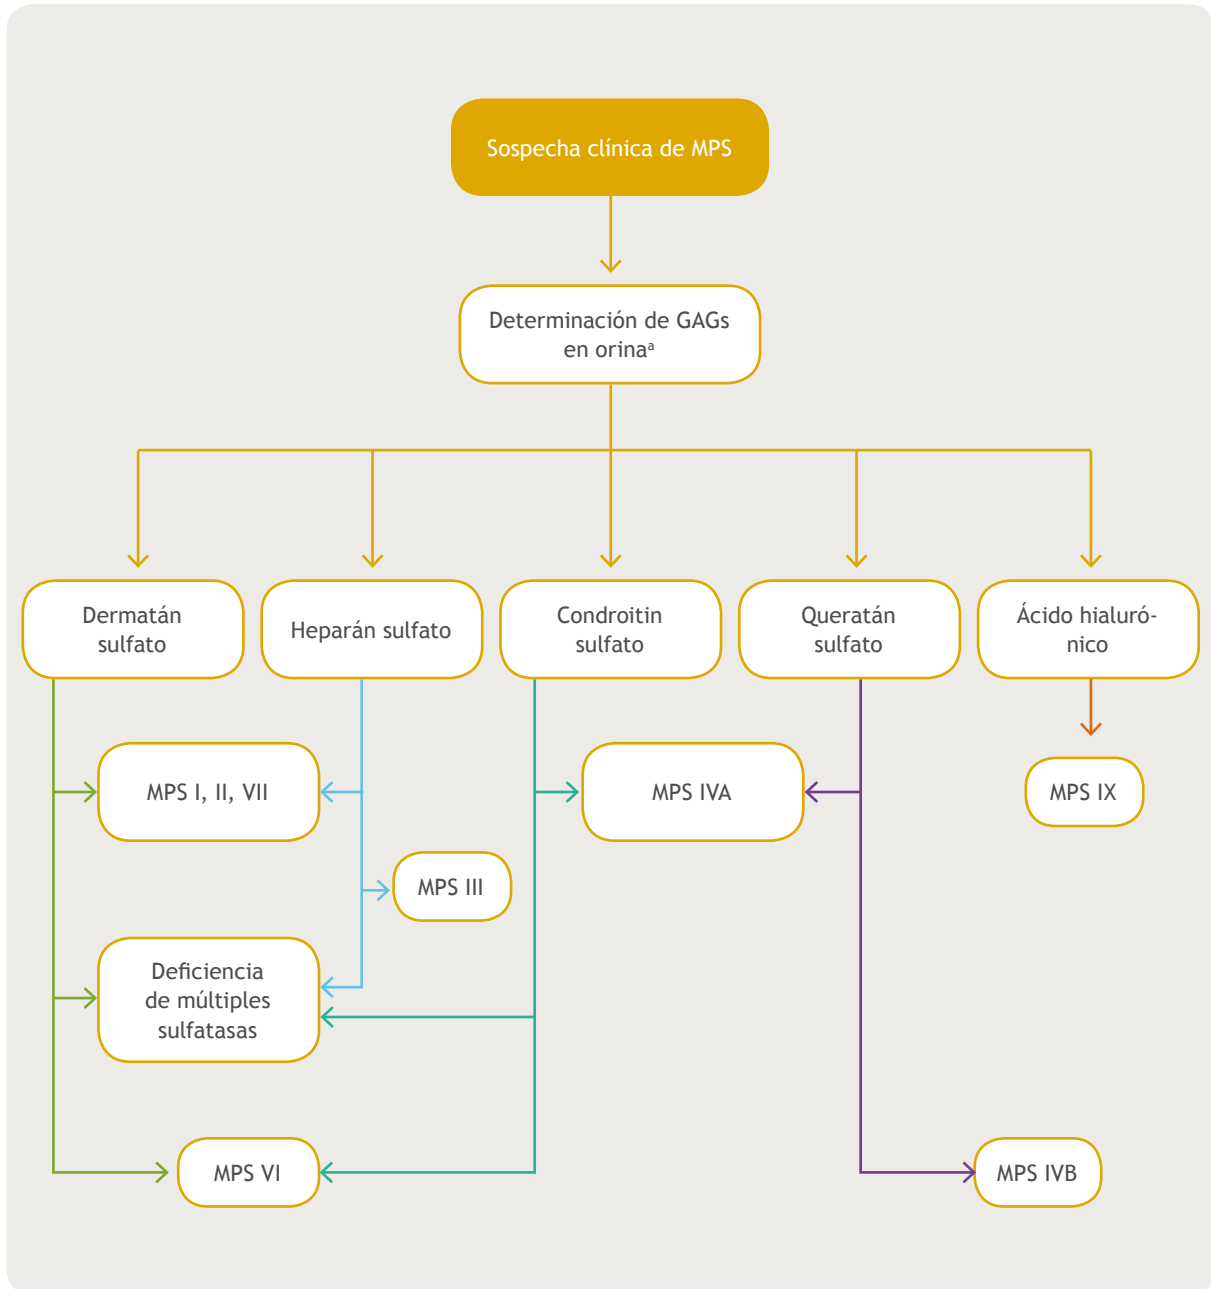 Sospecha clínica de MPS
Determinación de GAGs
en orinaᵃ
Dermatán
sulfato
Heparán sulfato
Condroitin
sulfato
Queratán
sulfato
Ácido hialuró-
nico
MPS I, II, VII
MPS IVA
MPS IX
MPS III
Deficiencia
de múltiples
sulfatasas
MPS VI
MPS IVB